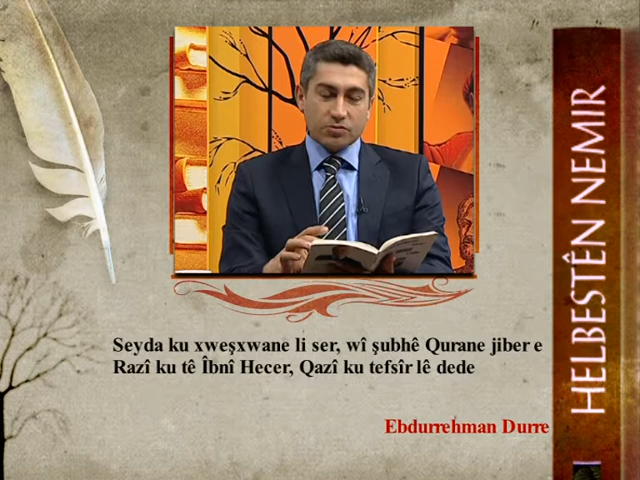 Seyda ku xweşxwane li ser, wî şubhê Qurane jiber e
Razî ku tê Îbnî Hecer, Qazî ku tefsîr lê dede
Ebdurrehman Durre
HELBESTÊN NEMIR